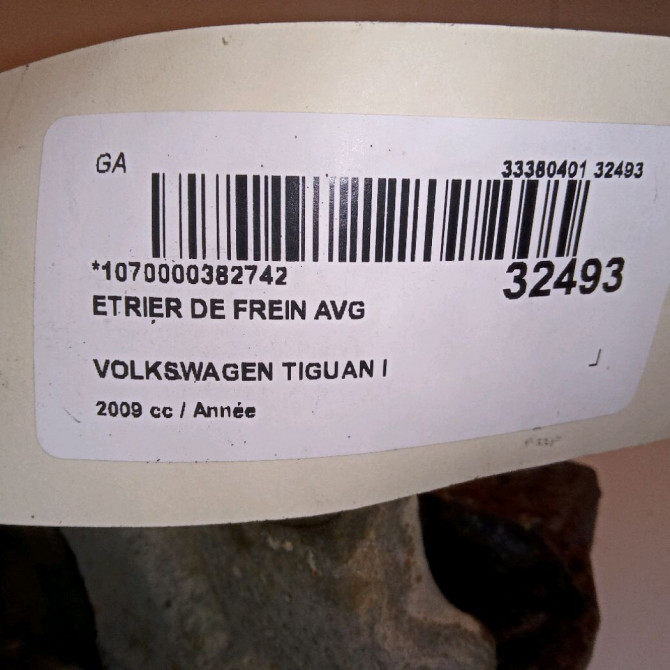 GA
33380401 32493
*1070000382742
32493
ETRIER DE FREIN AVG
VOLKSWAGEN TIGUAN I
2009 cc / Année